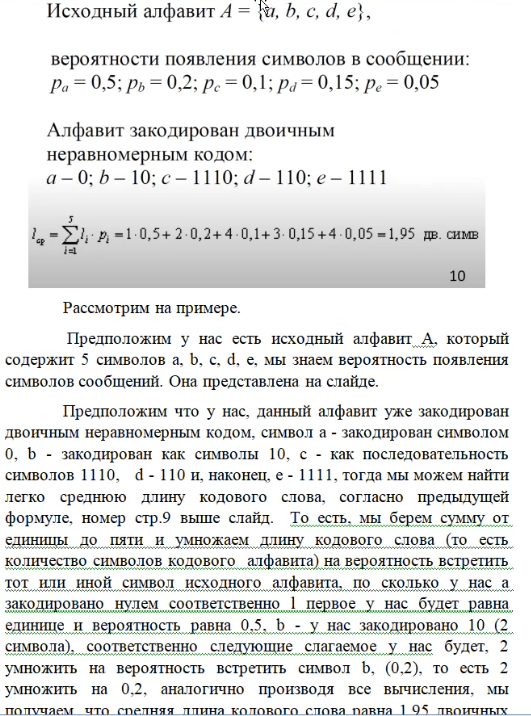 Исходный алфавит A = {a, b, c, d, e},
вероятности появления символов в сообщении:
pa = 0,5; pb = 0,2; pc = 0,1; pd = 0,15; pe = 0,05
Алфавит закодирован двоичным
неравномерным кодом:
a – 0; b – 10; c – 1110; d – 110; e – 1111
lср = ∑ li · pi = 1·0,5 + 2·0,2 + 4·0,1 + 3·0,15 + 4·0,05 = 1,95 дв. симв
10
Рассмотрим на примере.
Предположим у нас есть исходный алфавит А, который
содержит 5 символов a, b, c, d, e, мы знаем вероятность появления
символов сообщений. Она представлена на слайде.
Предположим что у нас, данный алфавит уже закодирован
двоичным неравномерным кодом, символ а - закодирован символом
0, b - закодирован как символы 10, с - как последовательность
символов 1110, d - 110 и, наконец, е - 1111, тогда мы можем найти
легко среднюю длину кодового слова, согласно предыдущей
формуле, номер стр.9 выше слайд. То есть, мы берем сумму от
единицы до пяти и умножаем длину кодового слова (то есть
количество символов кодового алфавита) на вероятность встретить
тот или иной символ исходного алфавита, по сколько у нас а
закодировано нулем соответственно l первое у нас будет равна
единице и вероятность равна 0,5, b - у нас закодировано 10 (2
символа), соответственно следующие слагаемое у нас будет, 2
умножить на вероятность встретить символ b, (0,2), то есть 2
умножить на 0,2, аналогично производя все вычисления, мы
получаем, что средняя длина кодового слова равна 1,95 двоичных